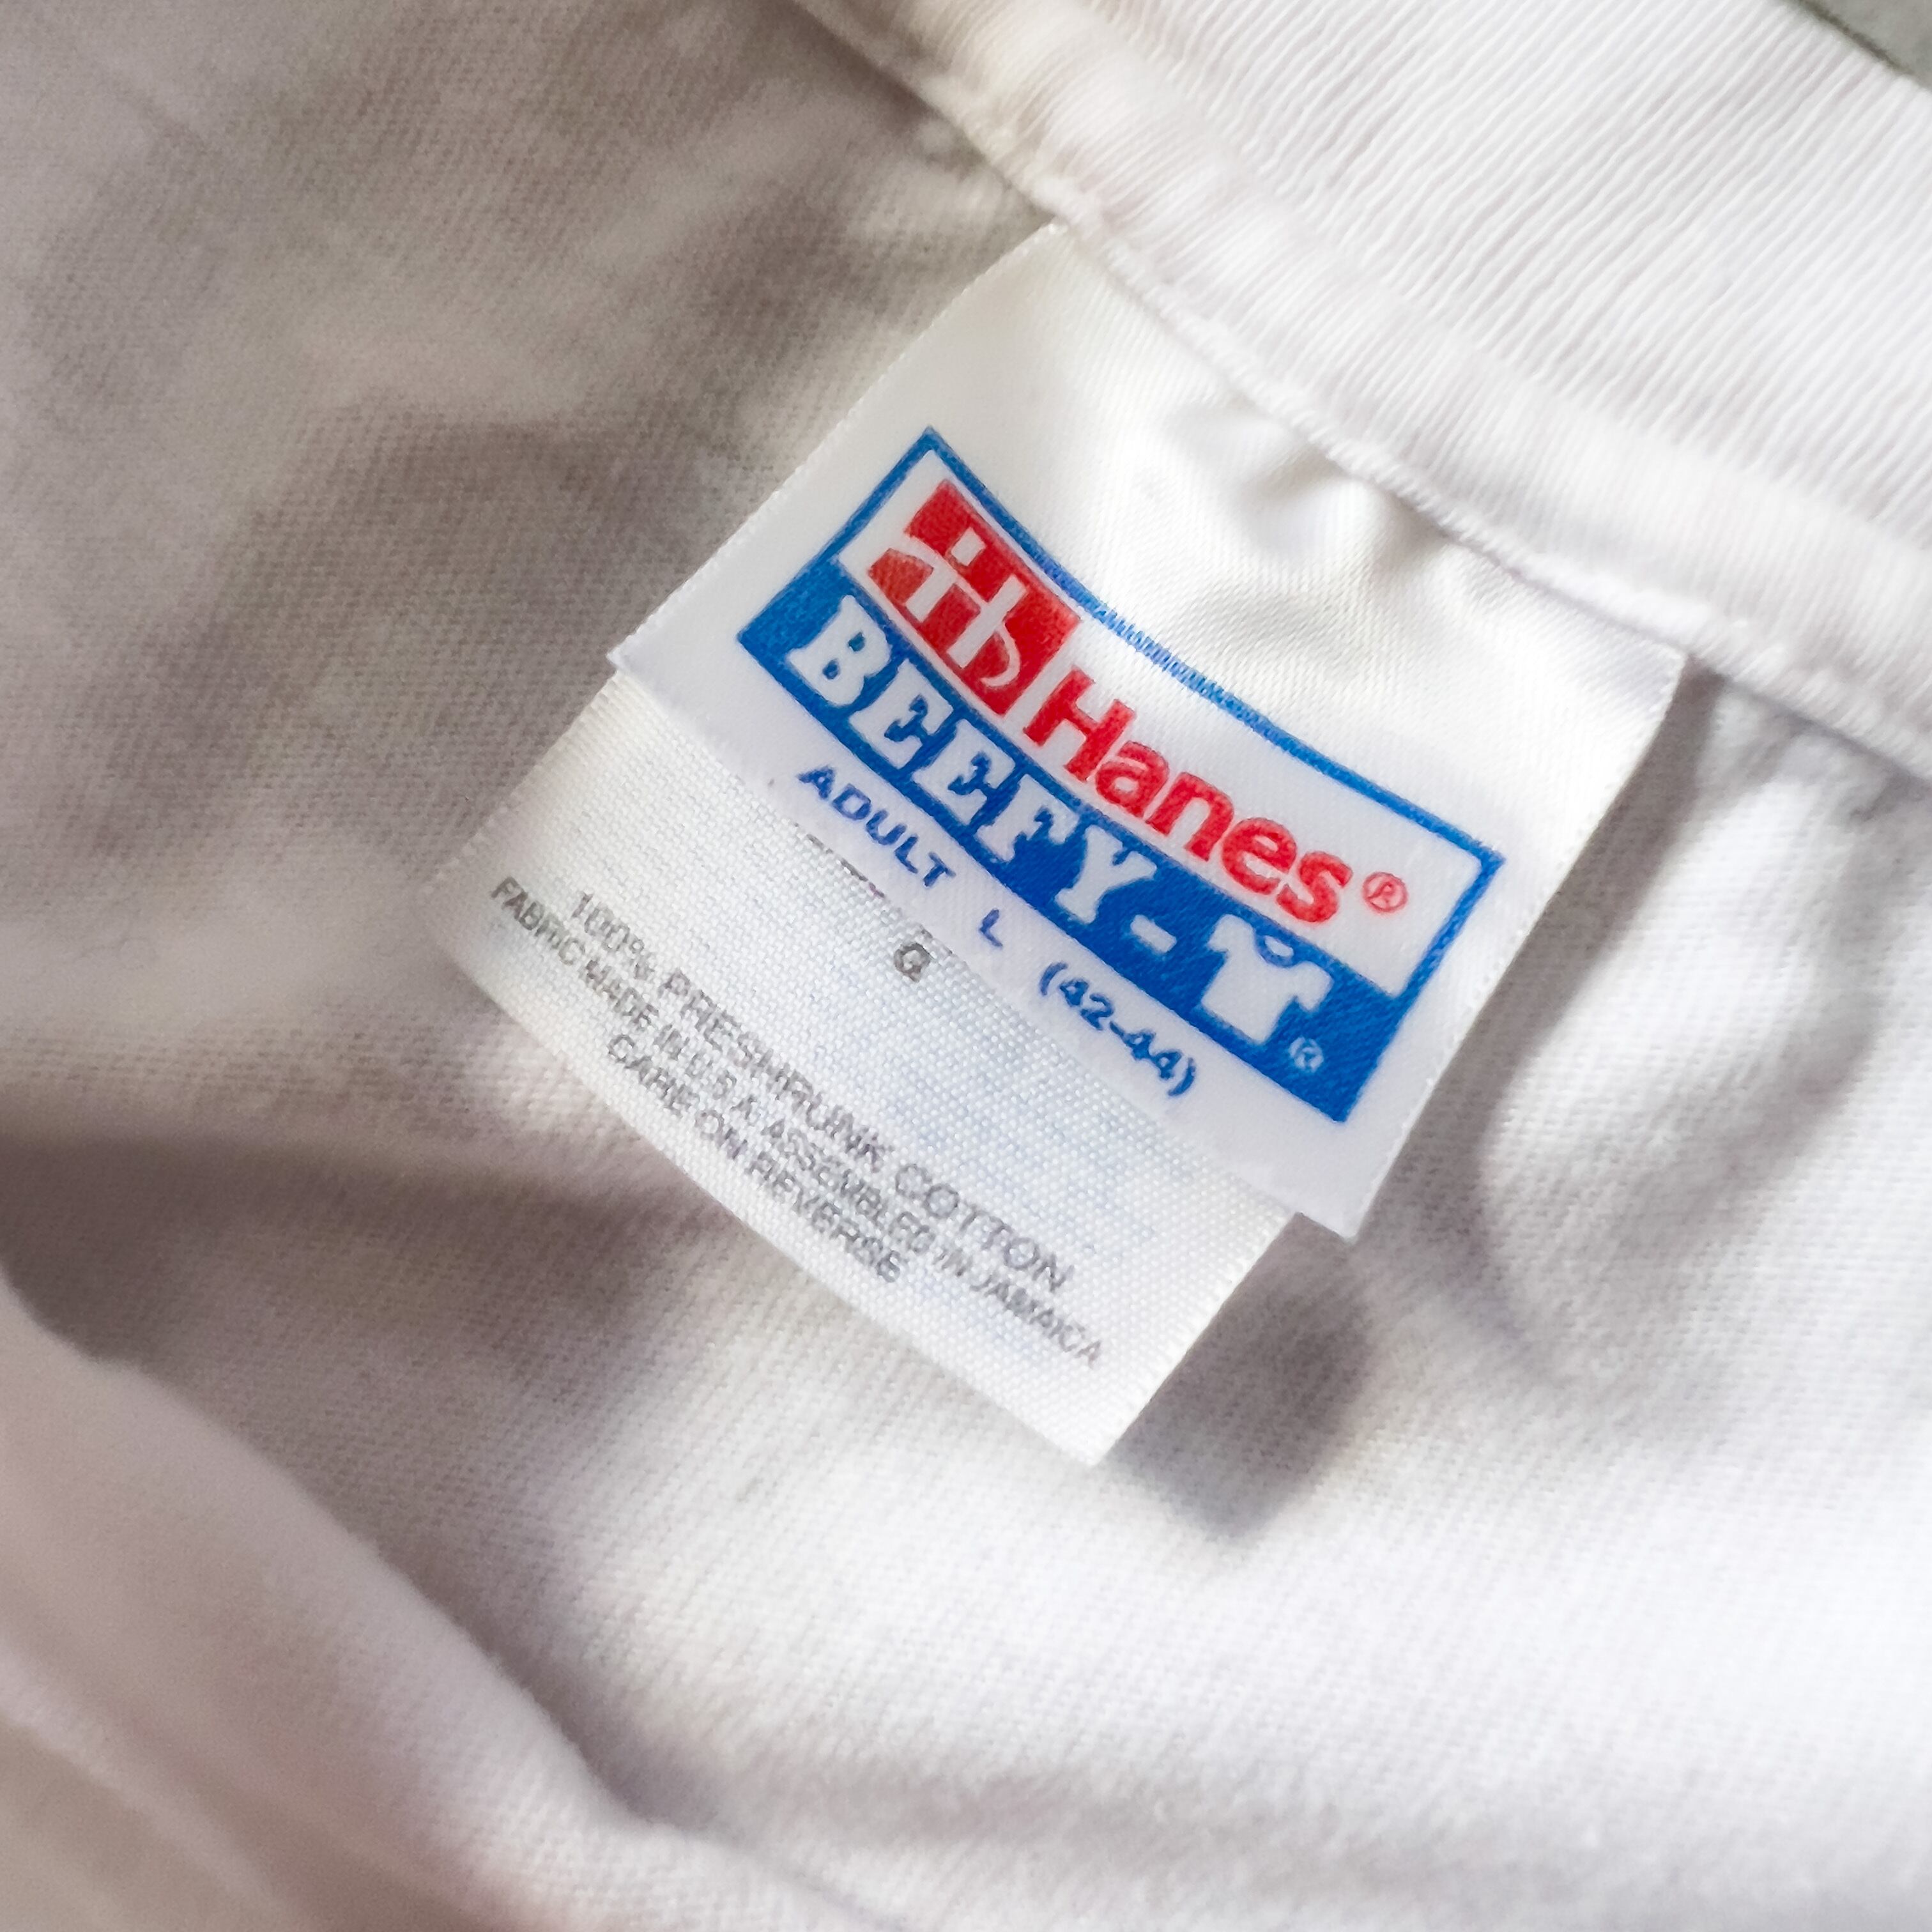 Hanes®
BEEFY-T®
ADULT L (42-44)
G
100% PRESHRUNK COTTON
FABRIC MADE IN U.S.A. ASSEMBLED IN JAMAICA
CARE ON REVERSE